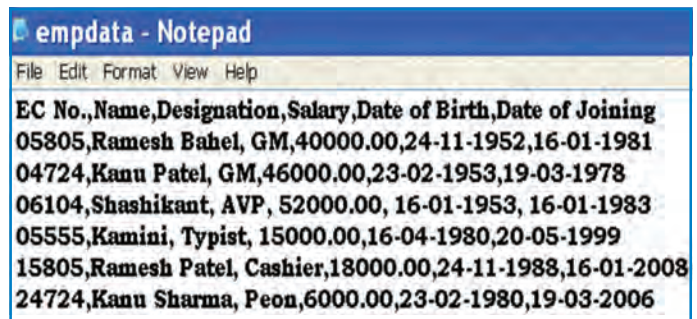 empdata - Notepad
File Edit Format View Help
EC No.,Name,Designation,Salary,Date of Birth,Date of Joining
05805,Ramesh Bahel, GM,40000.00,24-11-1952,16-01-1981
04724,Kanu Patel, GM,46000.00,23-02-1953,19-03-1978
06104,Shashikant, AVP, 52000.00, 16-01-1953, 16-01-1983
05555,Kamini, Typist, 15000.00,16-04-1980,20-05-1999
15805,Ramesh Patel, Cashier,18000.00,24-11-1988,16-01-2008
24724,Kanu Sharma, Peon,6000.00,23-02-1980,19-03-2006